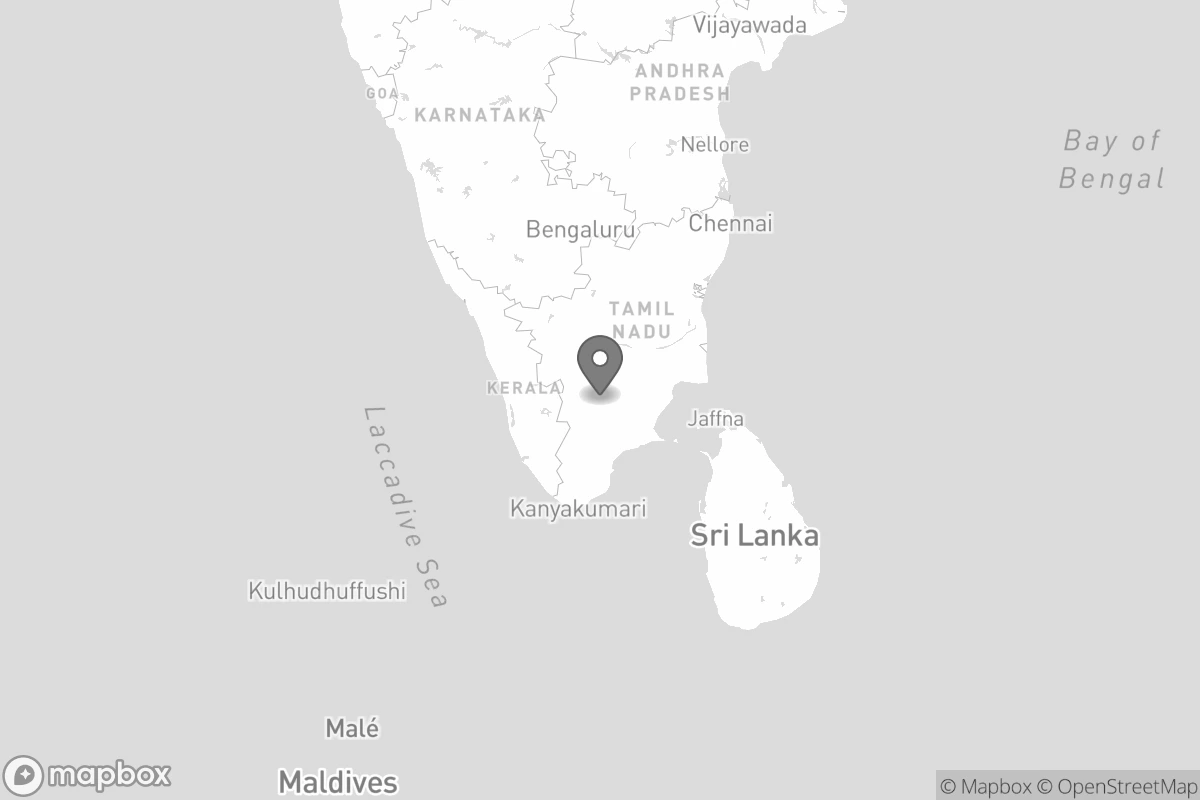 Vijayawada
ANDHRA
PRADESH
GOA
KARNATAKA
Nellore
Bay of
Bengal
Bengaluru
Chennai
TAMIL
NADU
KERALA
Jaffna
Laccadive Sea
Kanyakumari
Sri Lanka
Kulhudhuffushi
Malé
Maldives
mapbox
© Mapbox © OpenStreetMap